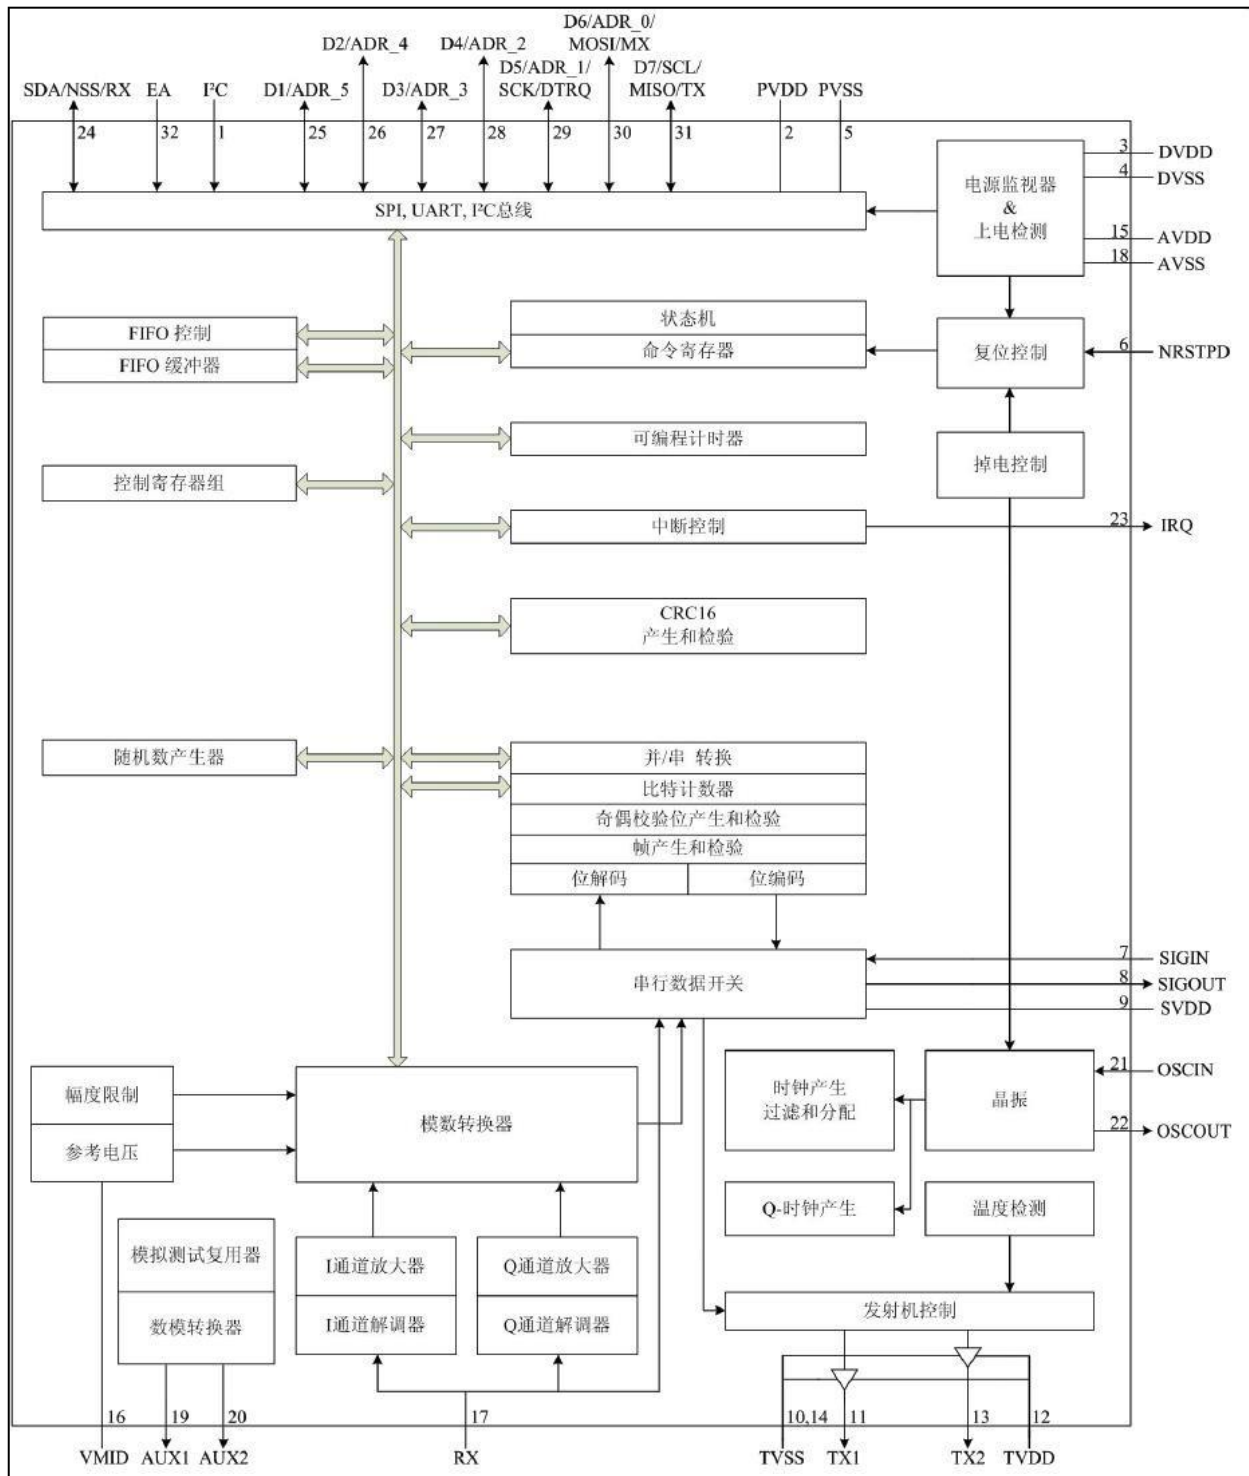 D6/ADR_0/
D2/ADR_4 D4/ADR_2 MOSI/MX
D5/ADR_1/ D7/SCL/
SDA/NSS/RX EA I²C D1/ADR_5 D3/ADR_3 SCK/DTRQ MISO/TX PVDD PVSS
24 32 1 25 26 27 28 29 30 31 2 5
3 DVDD
4 DVSS
电源监视器
&
上电检测
15 AVDD
18 AVSS
SPI, UART, I²C总线
FIFO 控制
FIFO 缓冲器
状态机
命令寄存器
复位控制
6 NRSTPD
可编程计时器
掉电控制
控制寄存器组
中断控制
23 IRQ
CRC16
产生和检验
随机数产生器
并/串 转换
比特计数器
奇偶校验位产生和检验
帧产生和检验
位解码 位编码
串行数据开关
7 SIGIN
8 SIGOUT
9 SVDD
幅度限制
参考电压
模数转换器
时钟产生
过滤和分配
晶振
21 OSCIN
22 OSCOUT
Q-时钟产生
温度检测
模拟测试复用器
数模转换器
I通道放大器
I通道解调器
Q通道放大器
Q通道解调器
发射机控制
16 19 20 17 10,14 11 13 12
VMID AUX1 AUX2 RX TVSS TX1 TX2 TVDD